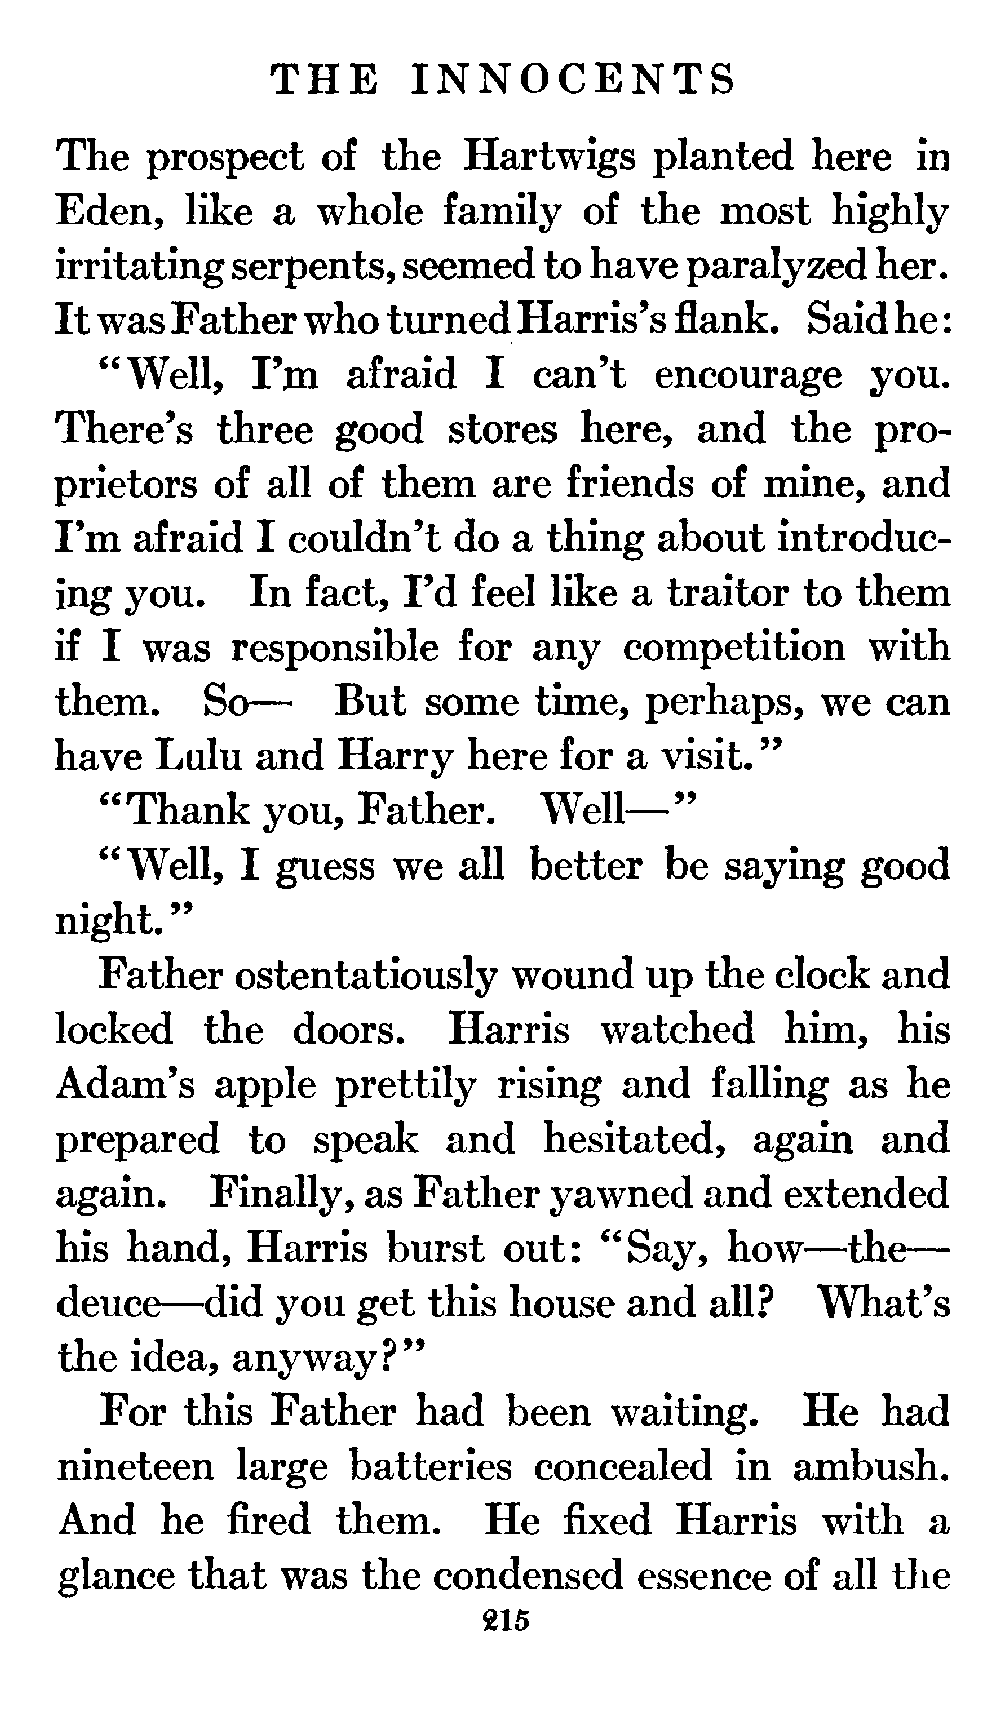 THE INNOCENTS
The prospect of the Hartwigs planted here in
Eden, like a whole family of the most highly
irritating serpents, seemed to have paralyzed her.
It was Father who turned Harris's flank. Said he:
"Well, I'm afraid I can't encourage you.
There's three good stores here, and the pro-
prietors of all of them are friends of mine, and
I'm afraid I couldn't do a thing about introduc-
ing you. In fact, I'd feel like a traitor to them
if I was responsible for any competition with
them. So— But some time, perhaps, we can
have Lulu and Harry here for a visit."
"Thank you, Father. Well—"
"Well, I guess we all better be saying good
night."
Father ostentatiously wound up the clock and
locked the doors. Harris watched him, his
Adam's apple prettily rising and falling as he
prepared to speak and hesitated, again and
again. Finally, as Father yawned and extended
his hand, Harris burst out: "Say, how—the—
deuce—did you get this house and all? What's
the idea, anyway?"
For this Father had been waiting. He had
nineteen large batteries concealed in ambush.
And he fired them. He fixed Harris with a
glance that was the condensed essence of all the
215